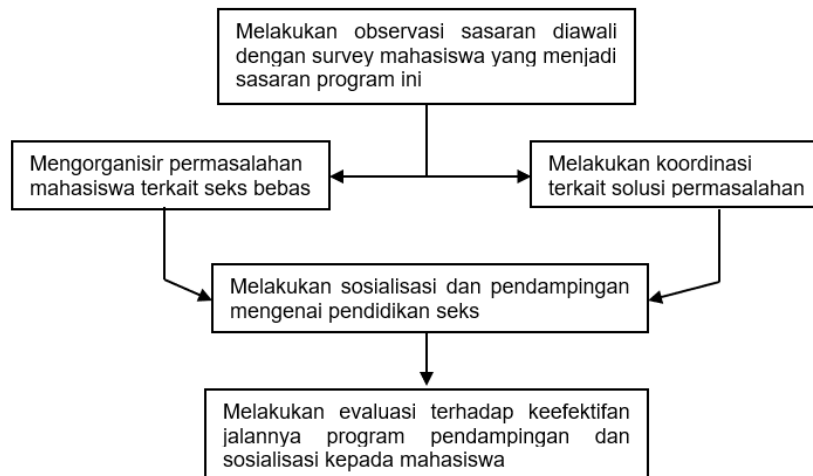 Melakukan observasi sasaran diawali
dengan survey mahasiswa yang menjadi
sasaran program ini
Mengorganisir permasalahan
mahasiswa terkait seks bebas
Melakukan koordinasi
terkait solusi permasalahan
Melakukan sosialisasi dan pendampingan
mengenai pendidikan seks
Melakukan evaluasi terhadap keefektifan
jalannya program pendampingan dan
sosialisasi kepada mahasiswa